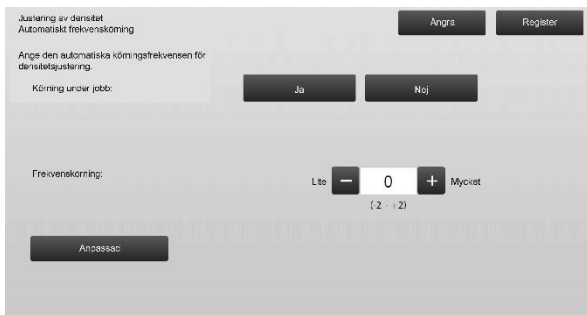 Justering av densitet
Automatiskt frekvenskörning
Ångra
Register
Ange den automatiska körningsfrekvensen för
densitetsjustering.
Körning under jobb:
Ja
Nej
Frekvenskörning:
Lite
0
Mycket
(-2 - +2)
Anpassad